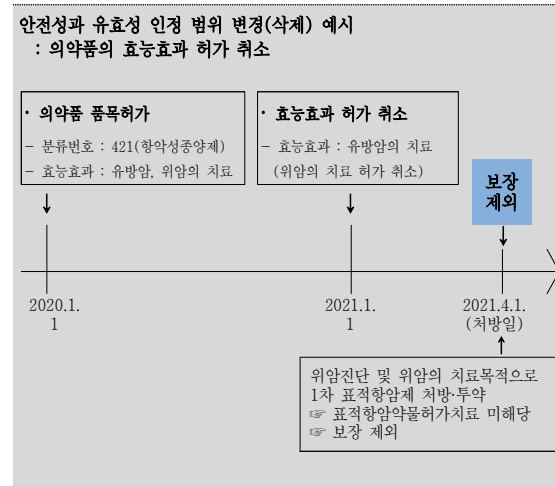 안전성과 유효성 인정 범위 변경(삭제) 예시
: 의약품의 효능효과 허가 취소
· 의약품 품목허가
- 분류번호 : 421(항악성종양제)
- 효능효과 : 유방암, 위암의 치료
· 효능효과 허가 취소
- 효능효과 : 유방암의 치료
(위암의 치료 허가 취소)
보장
제외
2020.1.
1
2021.1.
1
2021.4.1.
(처방일)
위암진단 및 위암의 치료목적으로
1차 표적항암제 처방·투약
☞ 표적항암약물허가치료 미해당
☞ 보장 제외